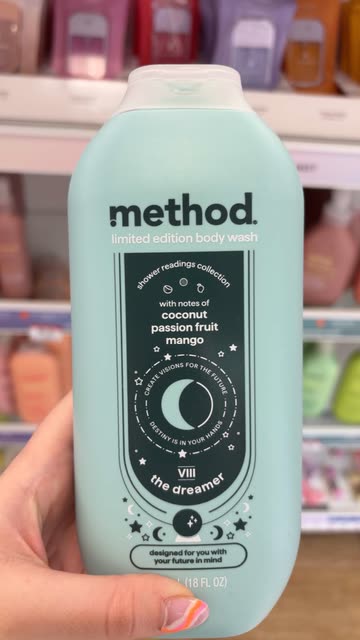 method.
limited edition body wash
shower readings collection
with notes of
coconut
passion fruit
mango
CREATE VISIONS FOR THE FUTURE
DESTINY IS IN YOUR HANDS
VIII
the dreamer
designed for you with
your future in mind
(18 FL OZ)